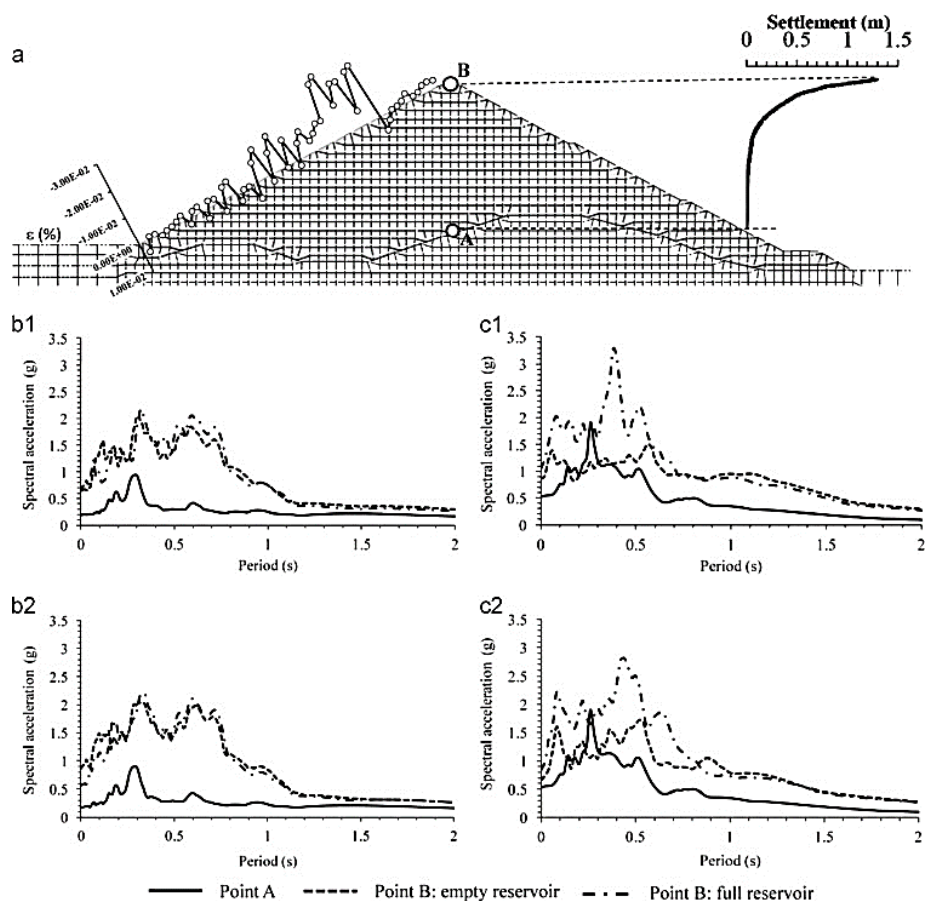 Settlement (m)
0 0.5 1 1.5
a
B
-3.00E-02
-2.00E-02
-1.00E-02
ε (%)
0.00E+00
1.00E-02
A
b1
c1
3.5
3
2.5
2
1.5
1
0.5
0
Spectral acceleration (g)
0 0.5 1 1.5 2
Period (s)
3.5
3
2.5
2
1.5
1
0.5
0
Spectral acceleration (g)
0 0.5 1 1.5 2
Period (s)
b2
c2
3.5
3
2.5
2
1.5
1
0.5
0
Spectral acceleration (g)
0 0.5 1 1.5 2
Period (s)
3.5
3
2.5
2
1.5
1
0.5
0
Spectral acceleration (g)
0 0.5 1 1.5 2
Period (s)
Point A Point B: empty reservoir Point B: full reservoir